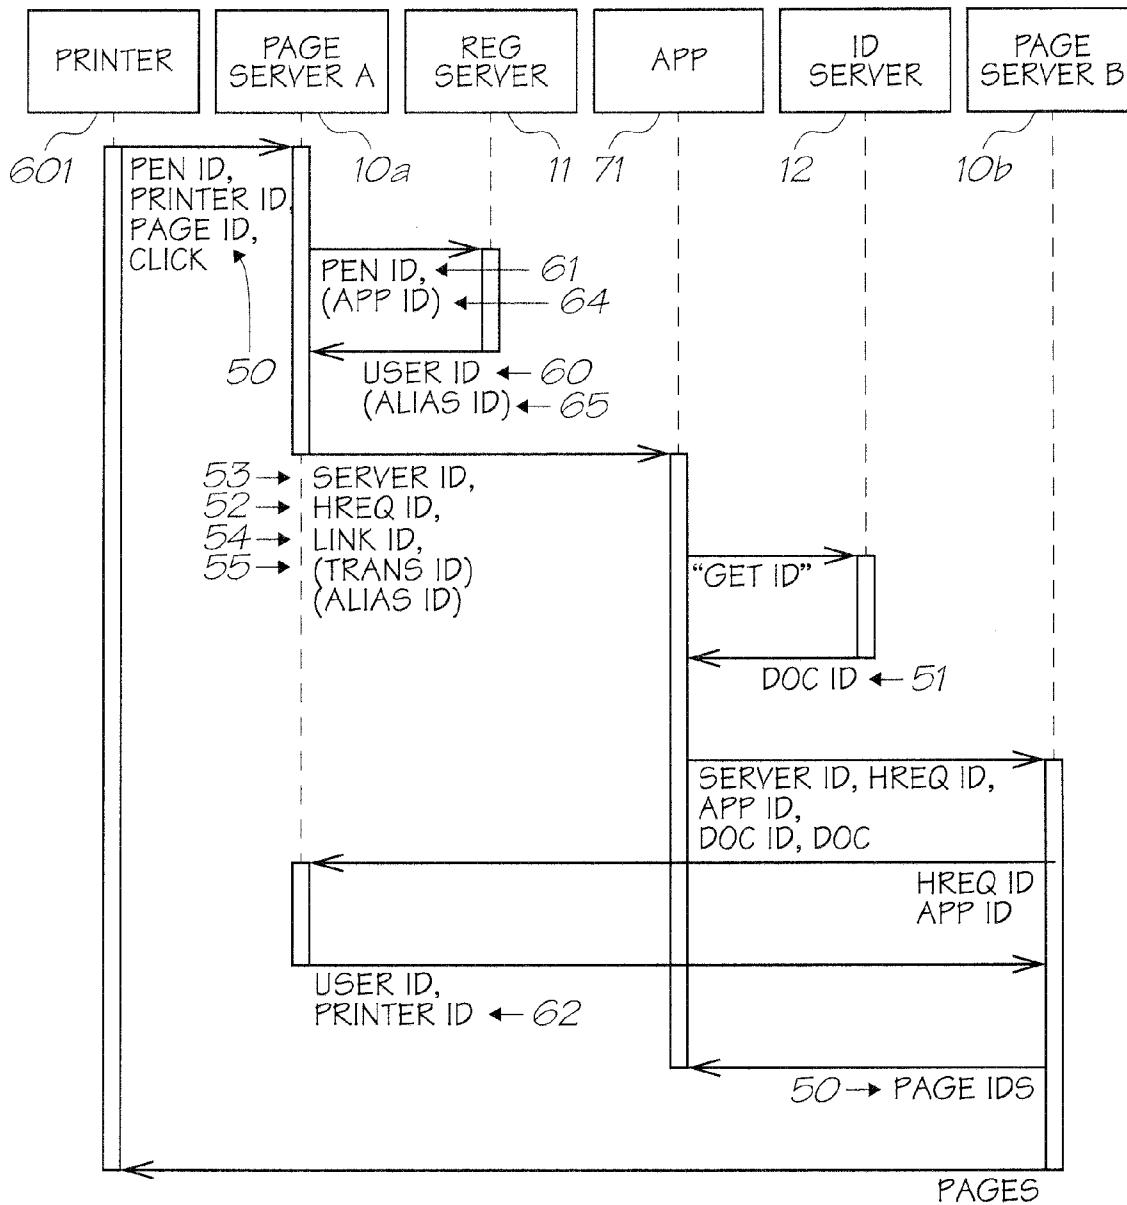 PRINTER
PAGE
SERVER A
REG
SERVER
APP
ID
SERVER
PAGE
SERVER B
601
10a
11
71
12
10b
PEN ID,
PRINTER ID,
PAGE ID,
CLICK
50
PEN ID,
61
(APP ID)
64
USER ID
60
(ALIAS ID)
65
53
SERVER ID,
52
HREQ ID,
54
LINK ID,
55
(TRANS ID)
(ALIAS ID)
"GET ID"
DOC ID
51
SERVER ID, HREQ ID,
APP ID,
DOC ID, DOC
HREQ ID
APP ID
USER ID,
PRINTER ID
62
50
PAGE IDS
PAGES